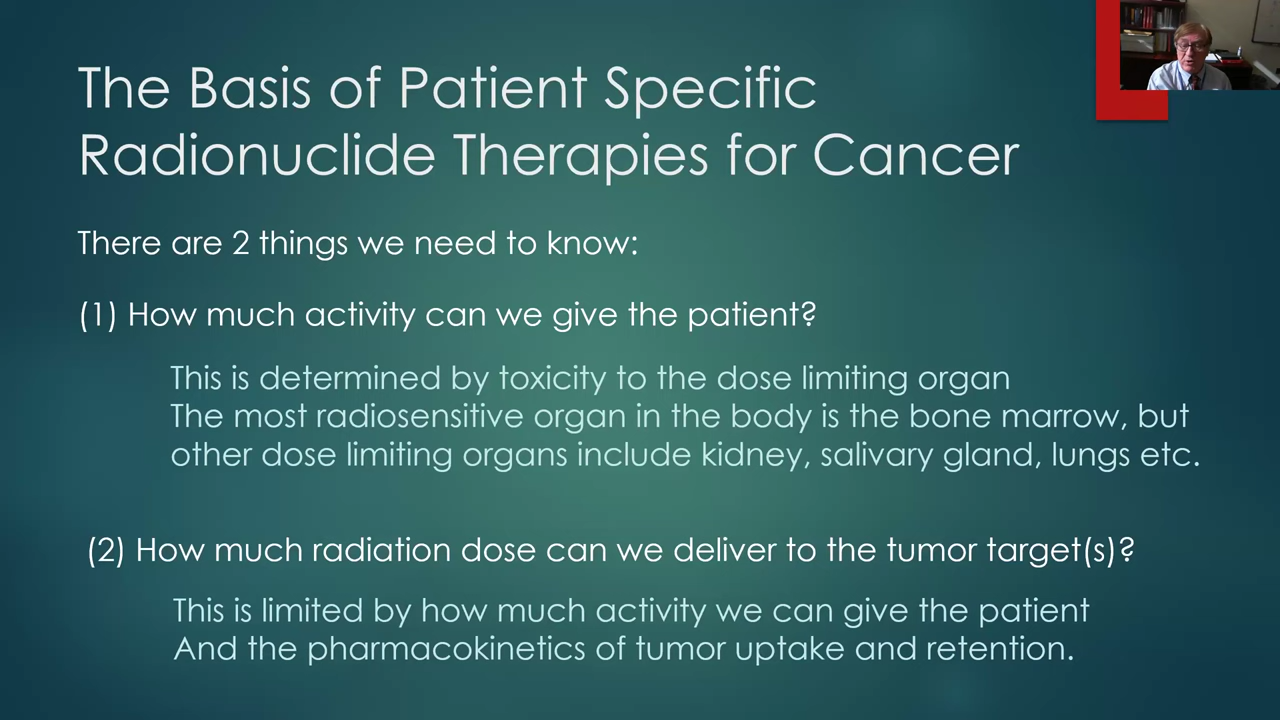 The Basis of Patient Specific
Radionuclide Therapies for Cancer
There are 2 things we need to know:
(1) How much activity can we give the patient?
This is determined by toxicity to the dose limiting organ
The most radiosensitive organ in the body is the bone marrow, but
other dose limiting organs include kidney, salivary gland, lungs etc.
(2) How much radiation dose can we deliver to the tumor target(s)?
This is limited by how much activity we can give the patient
And the pharmacokinetics of tumor uptake and retention.